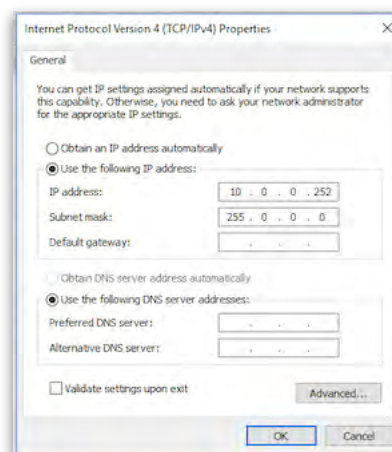 Internet Protocol Version 4 (TCP/IPv4) Properties
General
You can get IP settings assigned automatically if your network supports
this capability. Otherwise, you need to ask your network administrator
for the appropriate IP settings.
Obtain an IP address automatically
Use the following IP address:
IP address: 10 . 0 . 0 . 252
Subnet mask: 255 . 0 . 0 . 0
Default gateway: . . .
Obtain DNS server address automatically
Use the following DNS server addresses:
Preferred DNS server: . . .
Alternative DNS server: . . .
Validate settings upon exit
Advanced...
OK Cancel